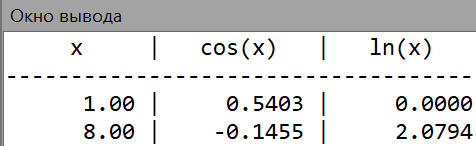 Окно вывода
x | cos(x) | ln(x)
---------------------------------------
1.00 | 0.5403 | 0.0000
8.00 | -0.1455 | 2.0794